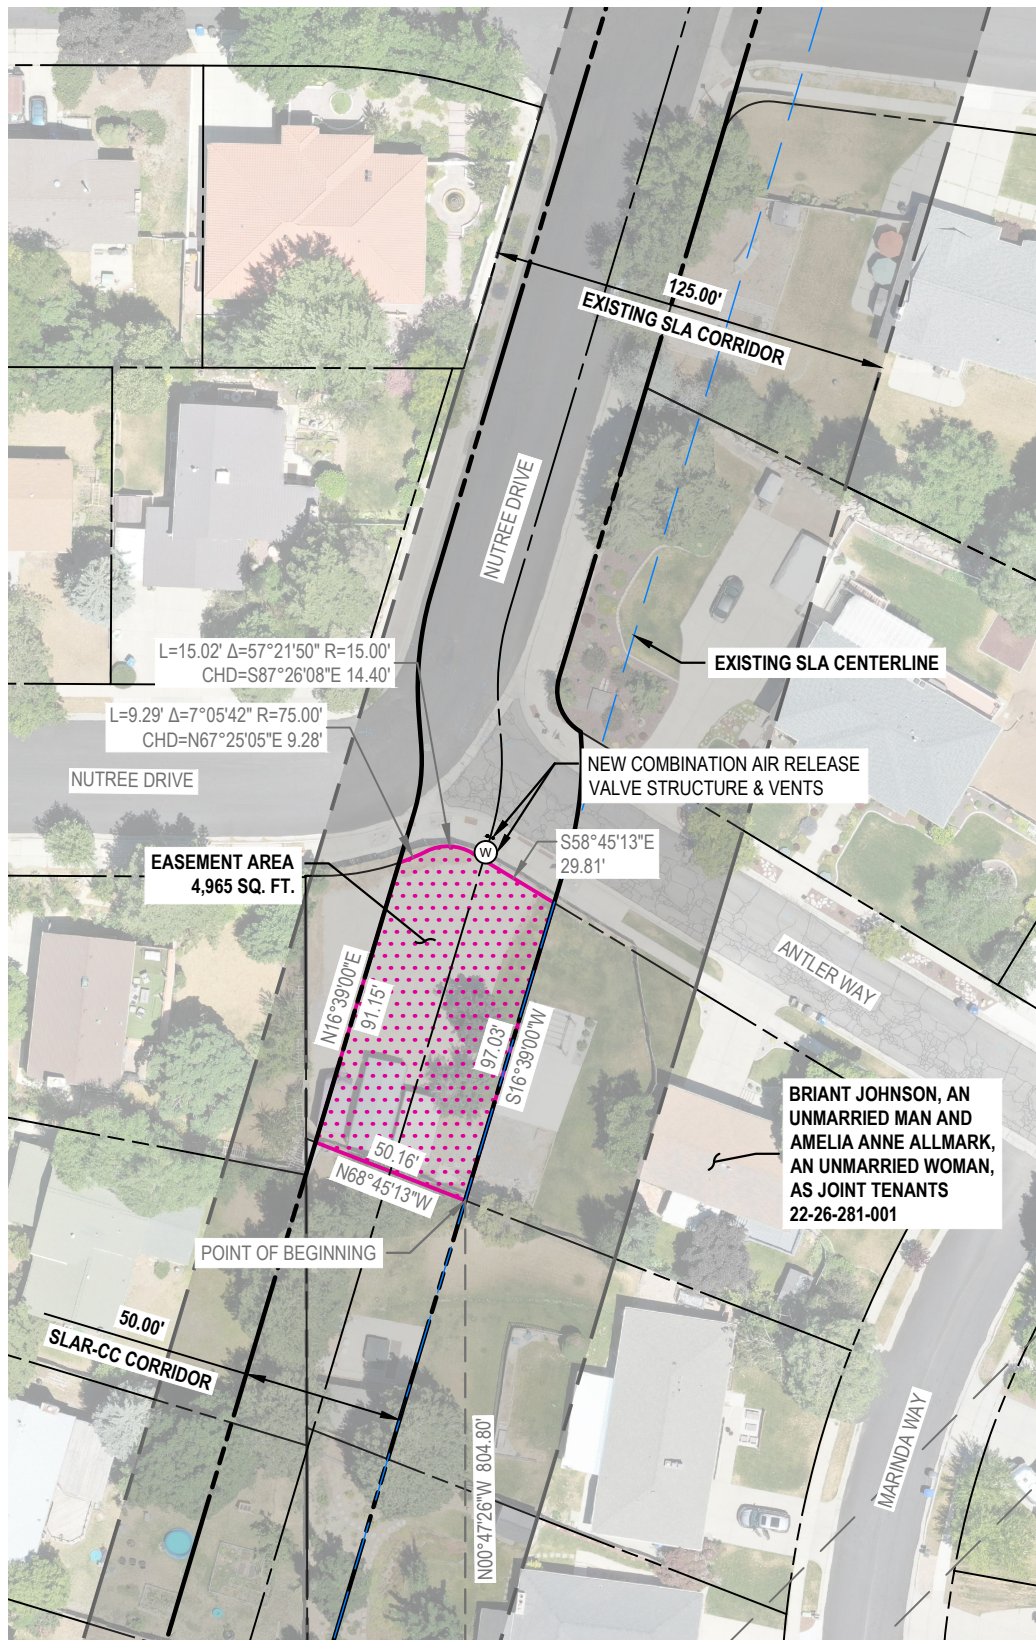 125.00'
EXISTING SLA CORRIDOR
NUTREE DRIVE
L=15.02' Δ=57°21'50" R=15.00'
CHD=S87°26'08"E 14.40'
EXISTING SLA CENTERLINE
L=9.29' Δ=7°05'42" R=75.00'
CHD=N67°25'05"E 9.28'
NUTREE DRIVE
NEW COMBINATION AIR RELEASE
VALVE STRUCTURE & VENTS
W
S58°45'13"E
29.81'
EASEMENT AREA
4,965 SQ. FT.
N16°39'00"E
91.15'
97.03'
S16°39'00"W
ANTLER WAY
50.16'
N68°45'13"W
BRIANT JOHNSON, AN
UNMARRIED MAN AND
AMELIA ANNE ALLMARK,
AN UNMARRIED WOMAN,
AS JOINT TENANTS
22-26-281-001
POINT OF BEGINNING
50.00'
SLAR-CC CORRIDOR
N00°47'26"W 804.80'
MARINDA WAY